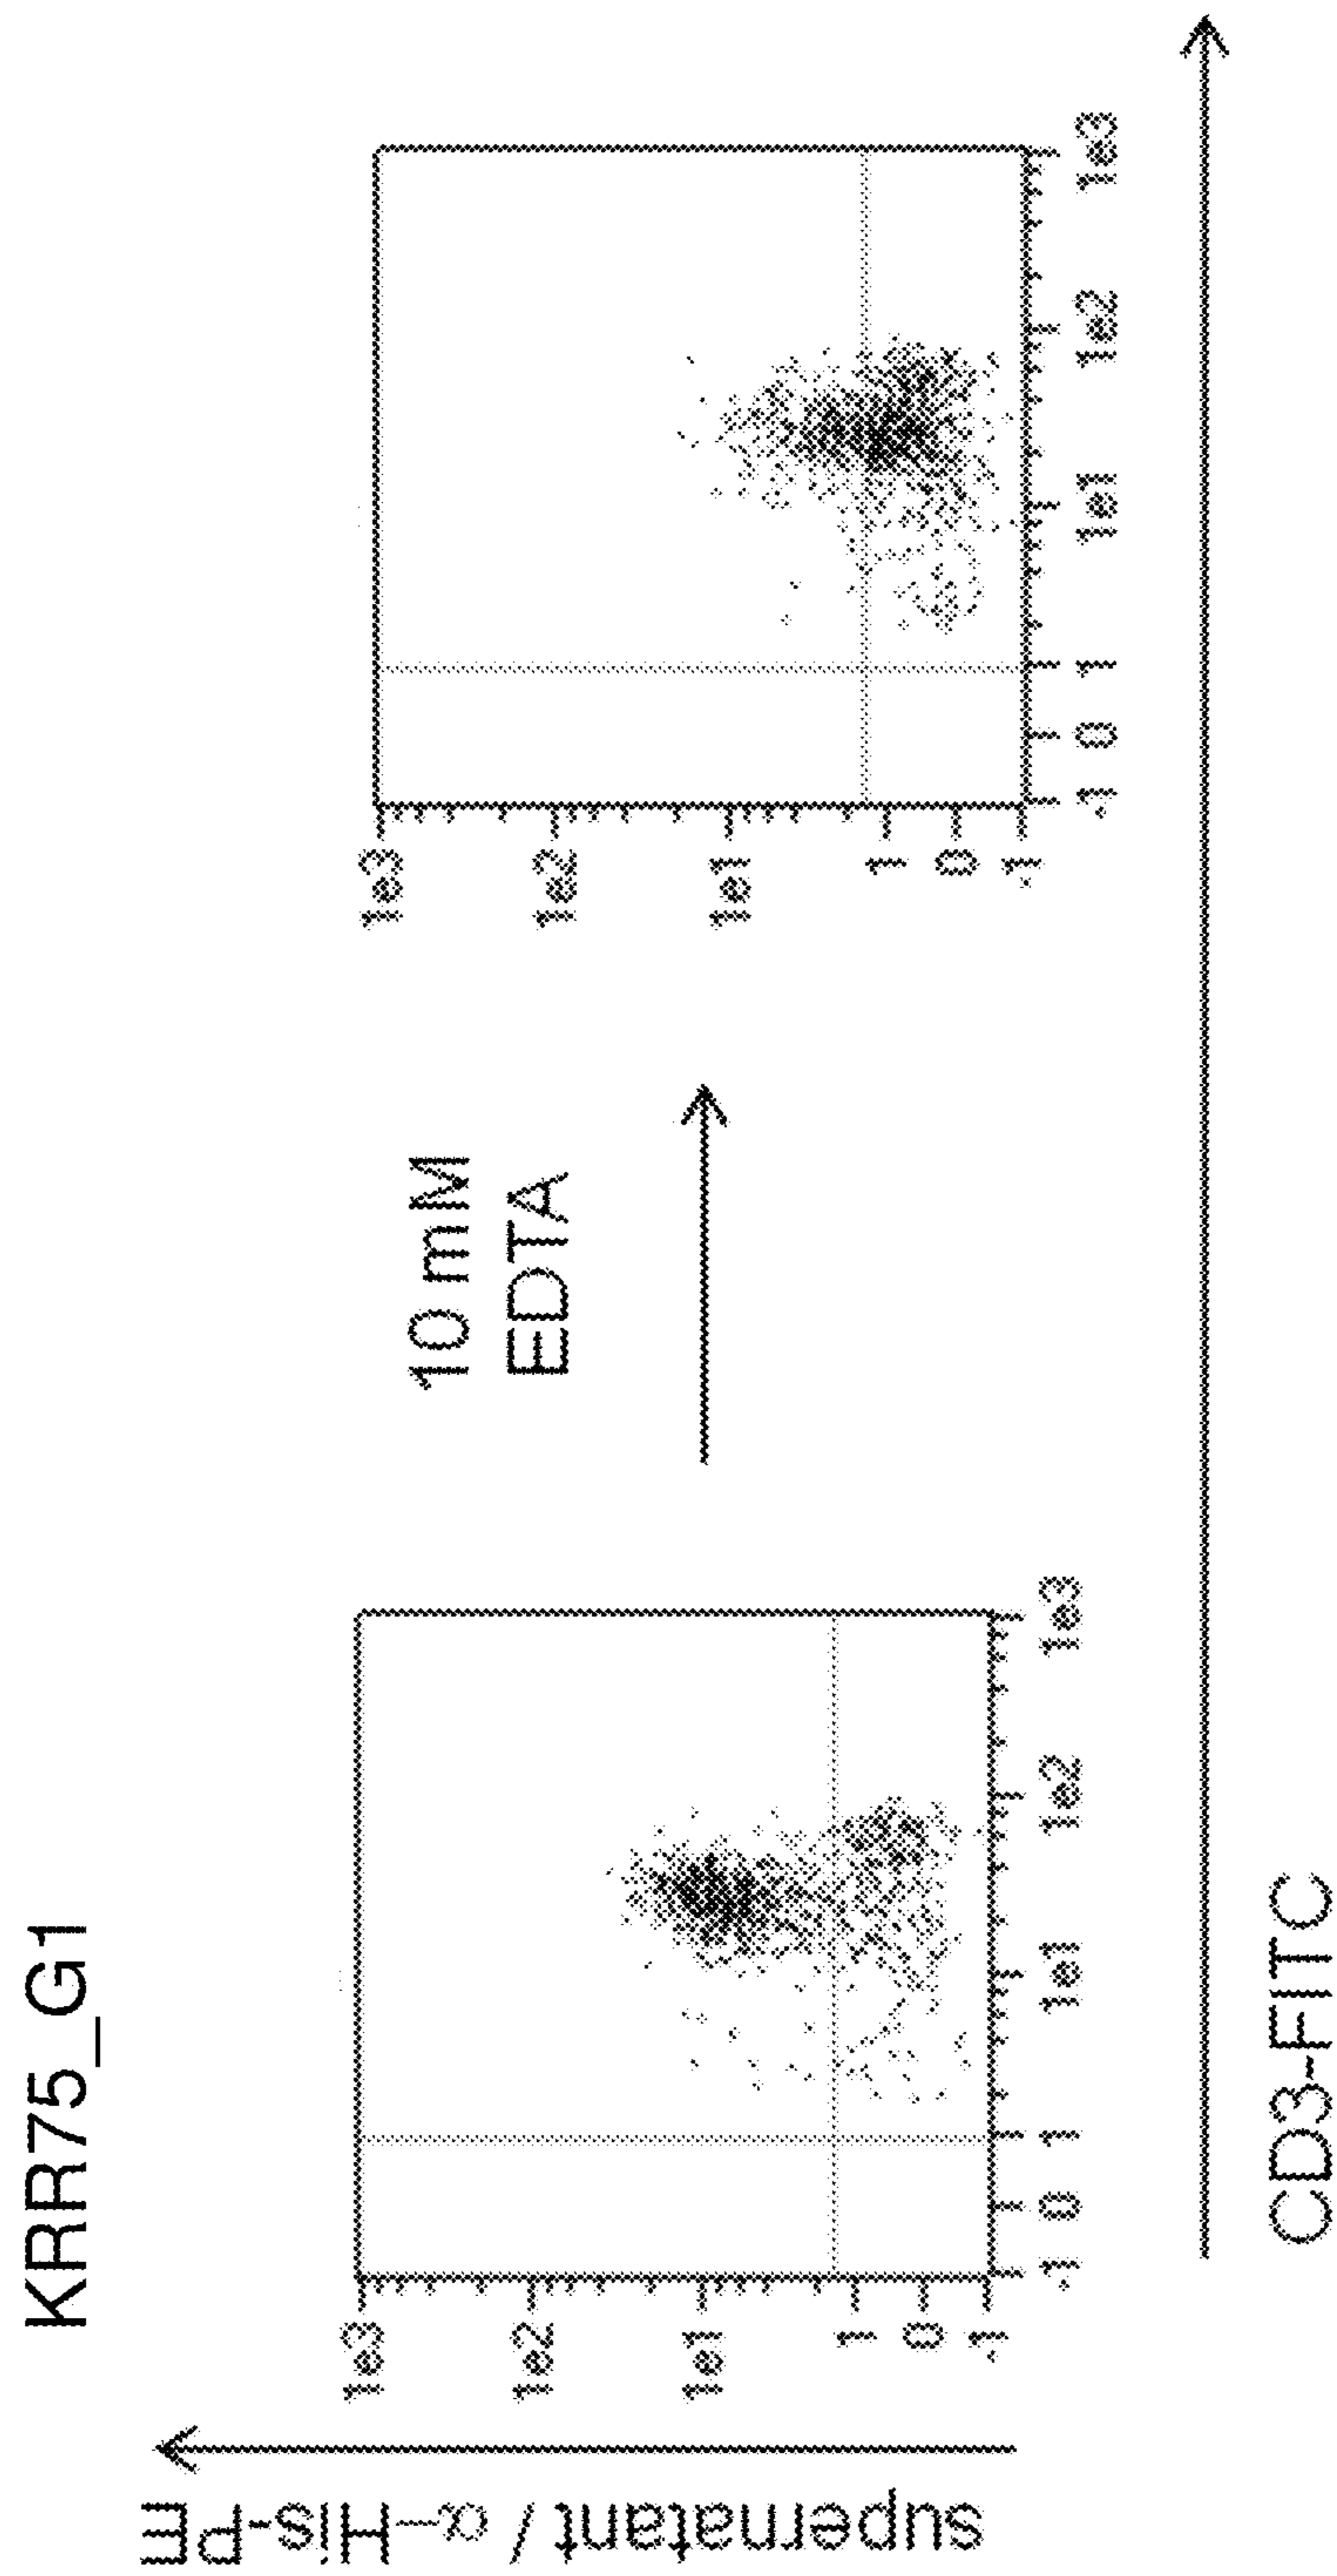 KRR75_G1
supernatant / α-His-PE
1e3
1e2
1e1
1
0
-1
-1 0 1 1e1 1e2 1e3
10 mM
EDTA
1e3
1e2
1e1
1
0
-1
-1 0 1 1e1 1e2 1e3
CD3-FITC